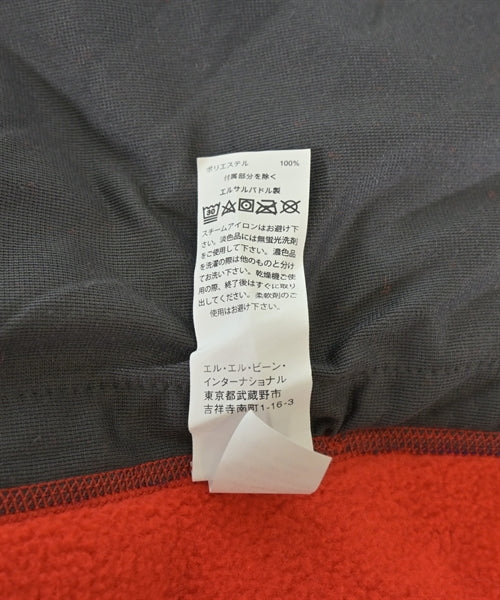 ポリエステル 100%
付属部分を除く
エルサルバドル製
30
スチームアイロンはお避け下
さい。淡色品には無蛍光洗剤
をご使用して下さい。濃色品
を洗濯の際は他のものと分け
てお洗い下さい。乾燥機ご使
用の際、終了後はすぐに取り
出してください。柔軟剤のご
使用はお避け下さい。
エル・エル・ビーン・
インターナショナル
東京都武蔵野市
吉祥寺南町1-16-3